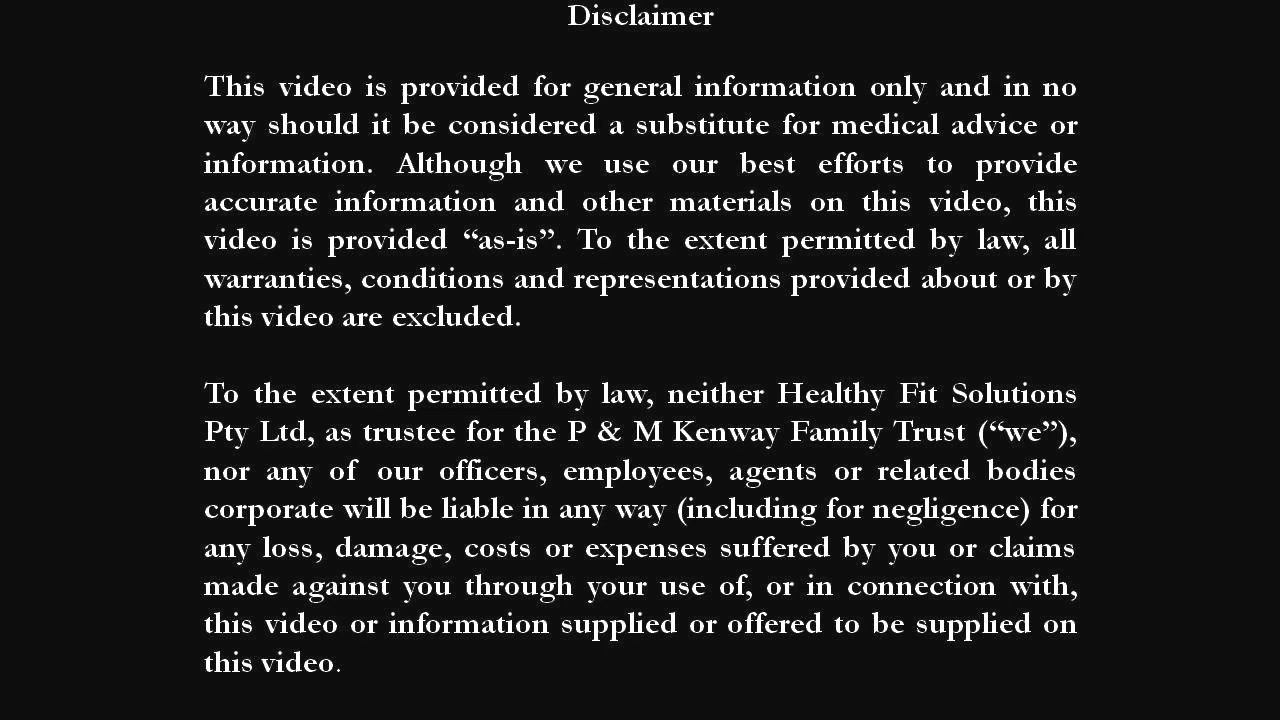 Disclaimer
This video is provided for general information only and in no
way should it be considered a substitute for medical advice or
information. Although we use our best efforts to provide
accurate information and other materials on this video, this
video is provided “as-is”. To the extent permitted by law, all
warranties, conditions and representations provided about or by
this video are excluded.
To the extent permitted by law, neither Healthy Fit Solutions
Pty Ltd, as trustee for the P & M Kenway Family Trust (“we”),
nor any of our officers, employees, agents or related bodies
corporate will be liable in any way (including for negligence) for
any loss, damage, costs or expenses suffered by you or claims
made against you through your use of, or in connection with,
this video or information supplied or offered to be supplied on
this video.